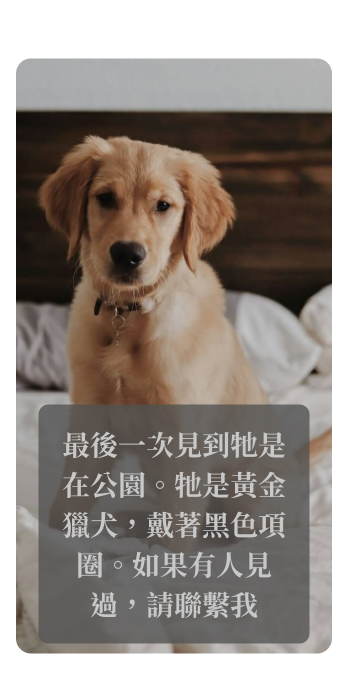 最後一次見到牠是
在公園。牠是黃金
獵犬，戴著黑色項
圈。如果有人見
過，請聯繫我